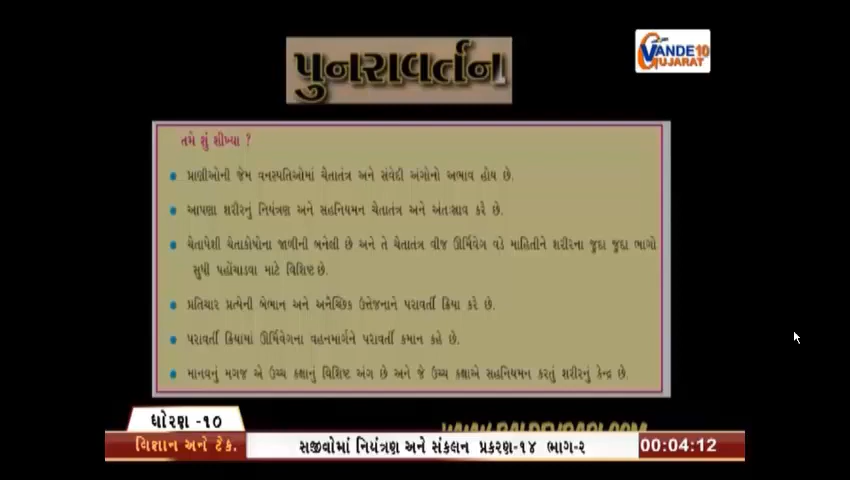 પુનરાવર્તન
VANDE 10
GUJARAT
તમે શું શીખ્યા ?
પ્રાણીઓની જેમ વનસ્પતિઓમાં ચેતાતંત્ર અને સંવેદી અંગોનો અભાવ હોય છે.
આપણા શરીરનું નિયંત્રણ અને સહનિયમન ચેતાતંત્ર અને અંતઃસ્રાવ કરે છે.
ચેતાપેશી ચેતાકોષોના જાળીની બનેલી છે અને તે ચેતાતંત્ર વીજ ઊર્મિવેગ વડે માહિતીને શરીરના જુદા જુદા ભાગો
સુધી પહોંચાડવા માટે વિશિષ્ટ છે.
પ્રતિચાર પ્રત્યેની બેભાન અને અનૈચ્છિક ઉત્તેજનાને પરાવર્તી ક્રિયા કરે છે.
પરાવર્તી ક્રિયામાં ઊર્મિવેગના વહનમાર્ગને પરાવર્તી કમાન કહે છે.
માનવનું મગજ એ ઉચ્ચ કક્ષાનું વિશિષ્ટ અંગ છે અને જે ઉચ્ચ કક્ષાએ સહનિયમન કરતું શરીરનું કેન્દ્ર છે.
ધોરણ -૧૦
વિજ્ઞાન અને ટેક. સજીવોમાં નિયંત્રણ અને સંકલન પ્રકરણ-૧૪ ભાગ-૨ 00:04:12